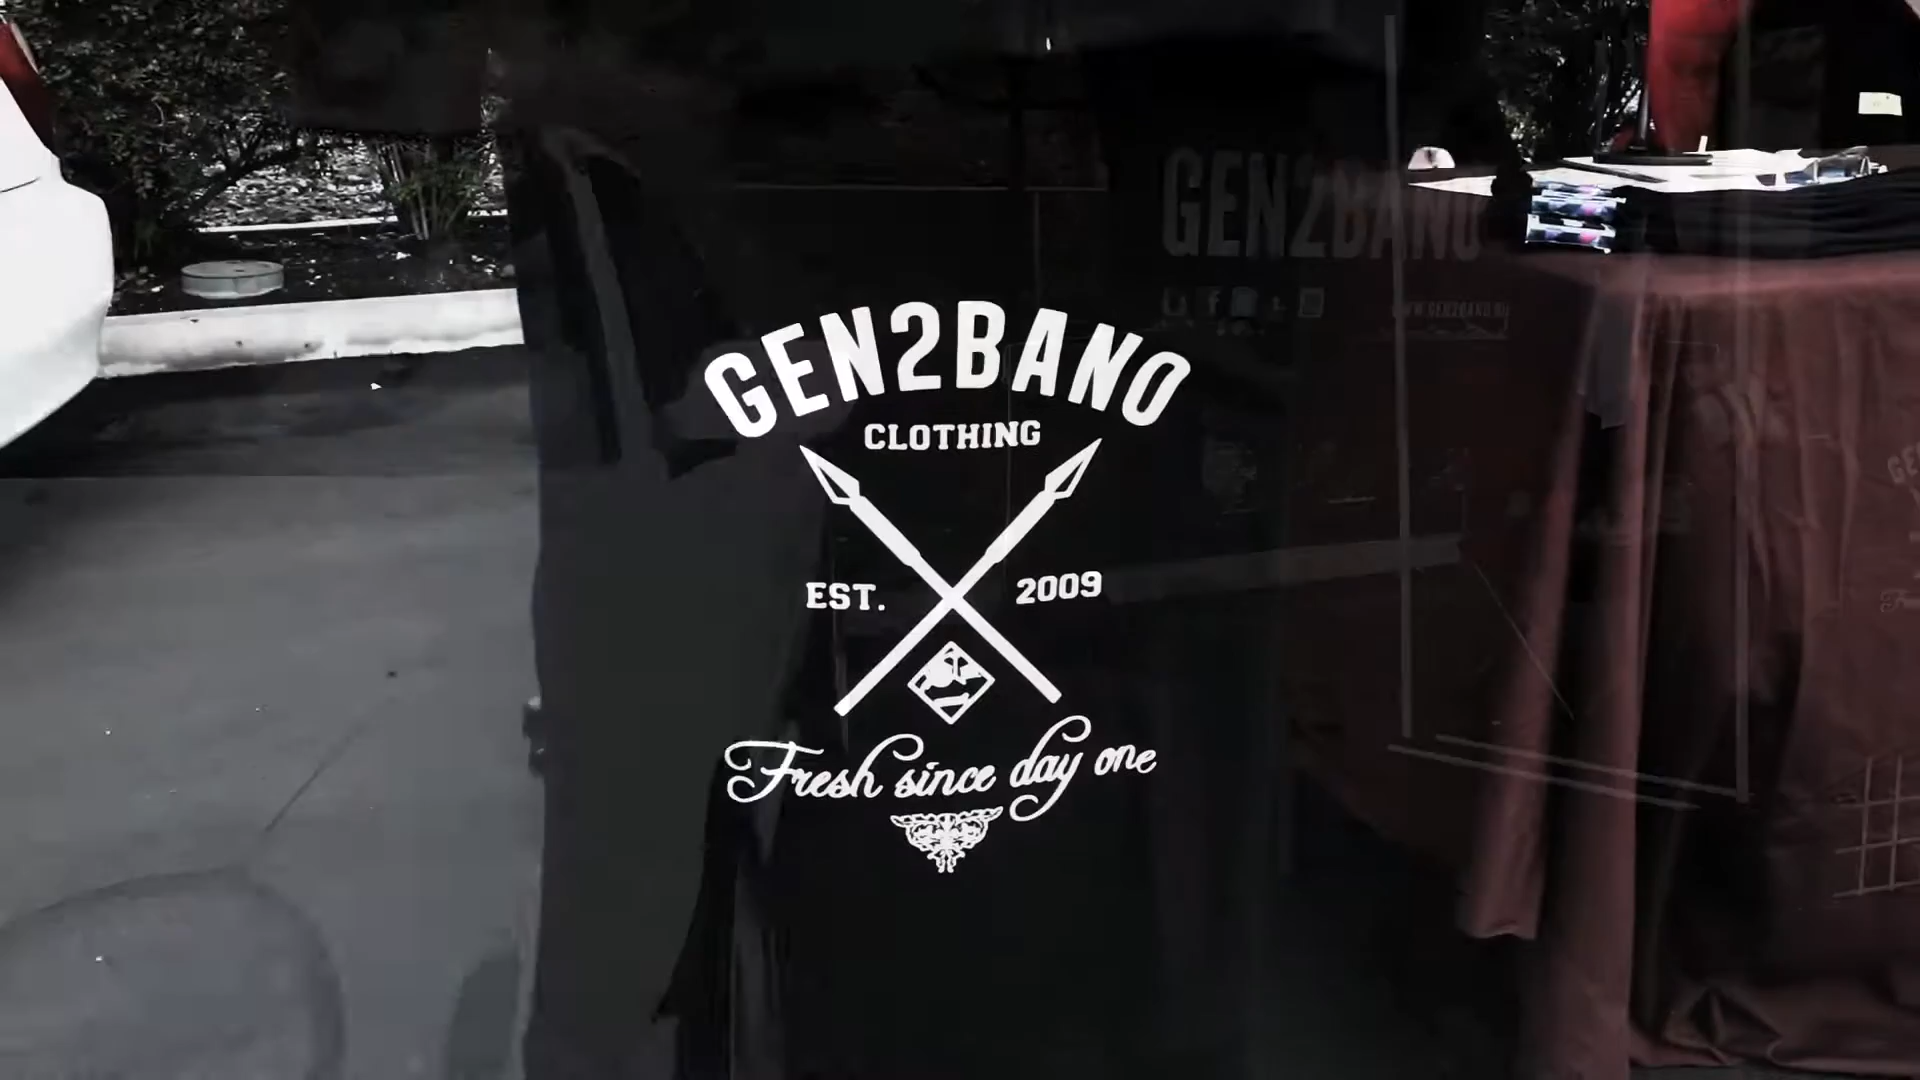 GEN2BANO
GEN2BANO
CLOTHING
EST. 2009
Fresh since day one